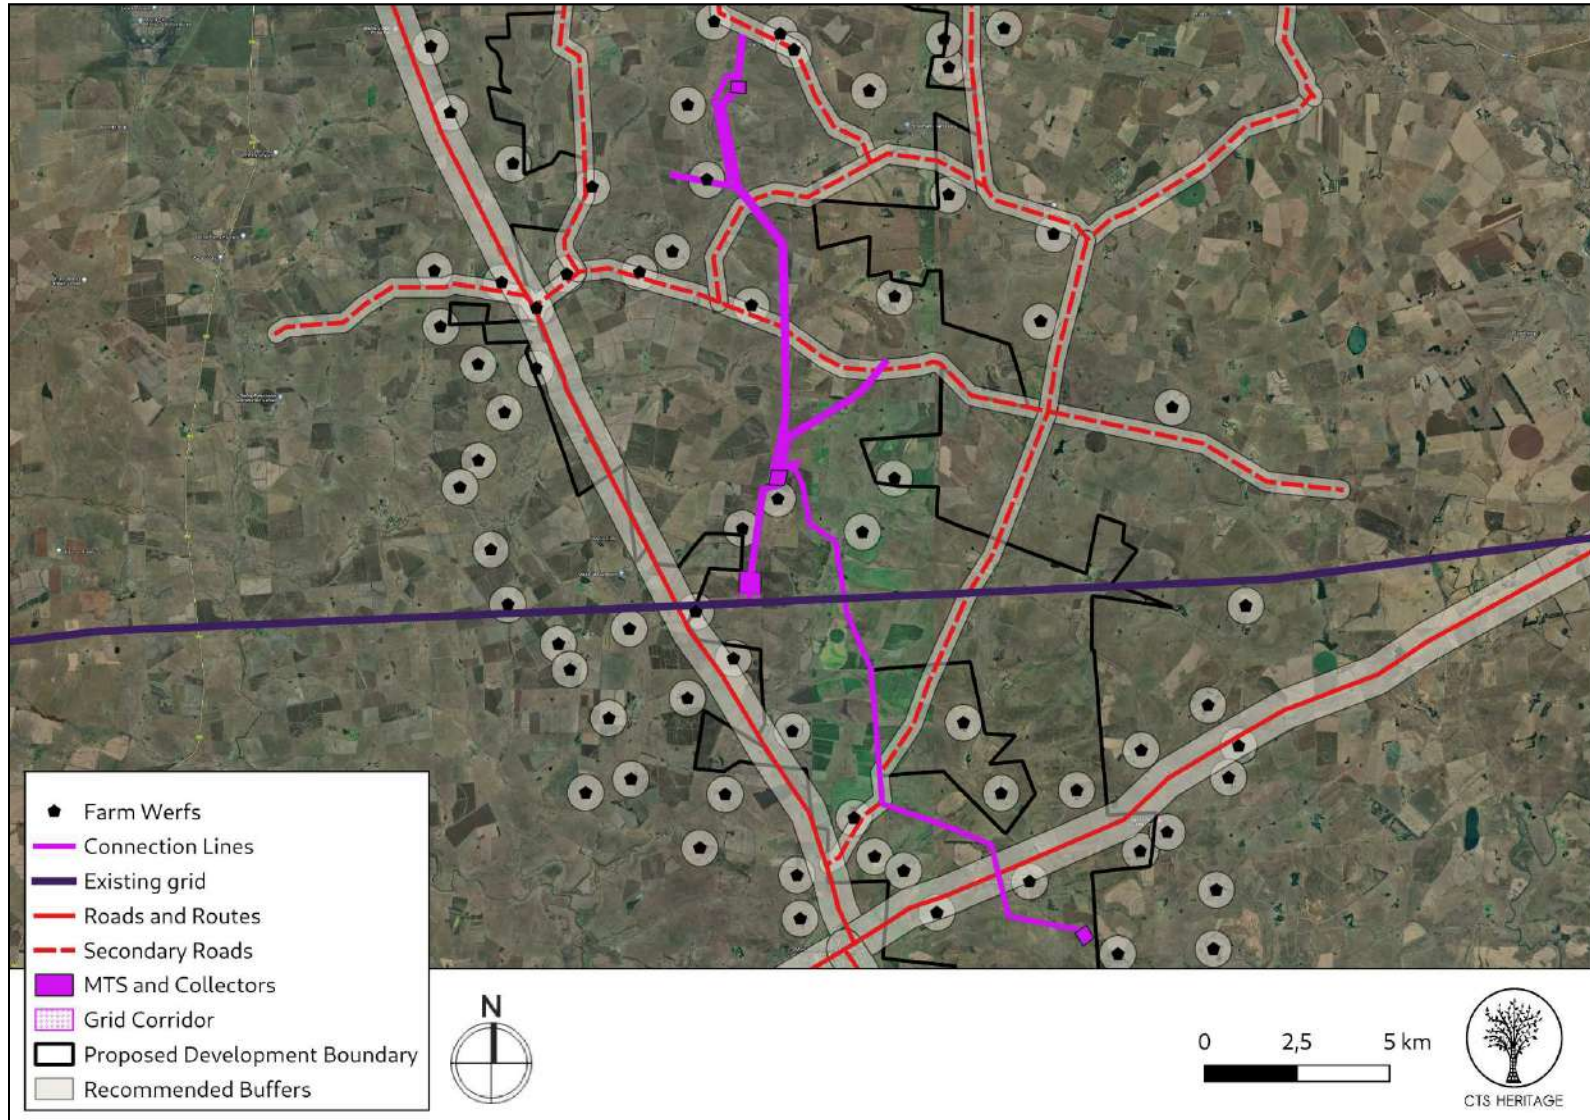 Farm Werfs
Connection Lines
Existing grid
Roads and Routes
Secondary Roads
MTS and Collectors
Grid Corridor
Proposed Development Boundary
Recommended Buffers
N
0 2,5 5 km
CTS HERITAGE